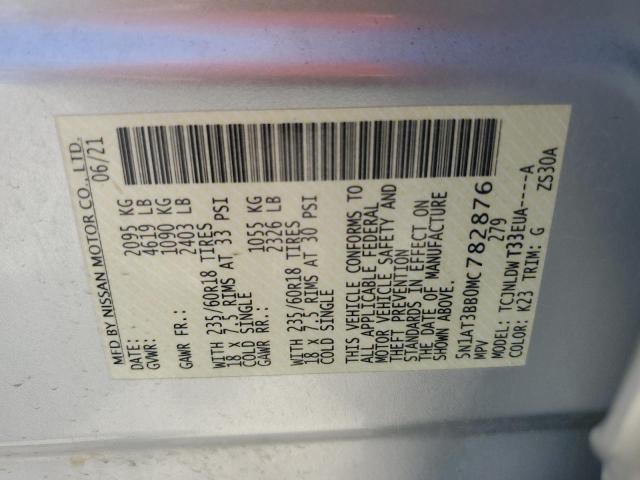 MFD BY NISSAN MOTOR CO., LTD.
DATE: 06/21
GVWR: 2095 KG
4619 LB
GAWR FR.: 1090 KG
2403 LB
WITH 235/60R18 TIRES
18 x 7.5 RIMS AT 33 PSI
COLD SINGLE
GAWR RR.: 1055 KG
2326 LB
WITH 235/60R18 TIRES
18 x 7.5 RIMS AT 30 PSI
COLD SINGLE
THIS VEHICLE CONFORMS TO
ALL APPLICABLE FEDERAL
MOTOR VEHICLE SAFETY AND
THEFT PREVENTION
STANDARDS IN EFFECT ON
THE DATE OF MANUFACTURE
SHOWN ABOVE.
5N1AT3BB0MC782876
MPV 279
MODEL: TCJNLDWT33EUA-----A
COLOR: K23 TRIM: G ZS30A